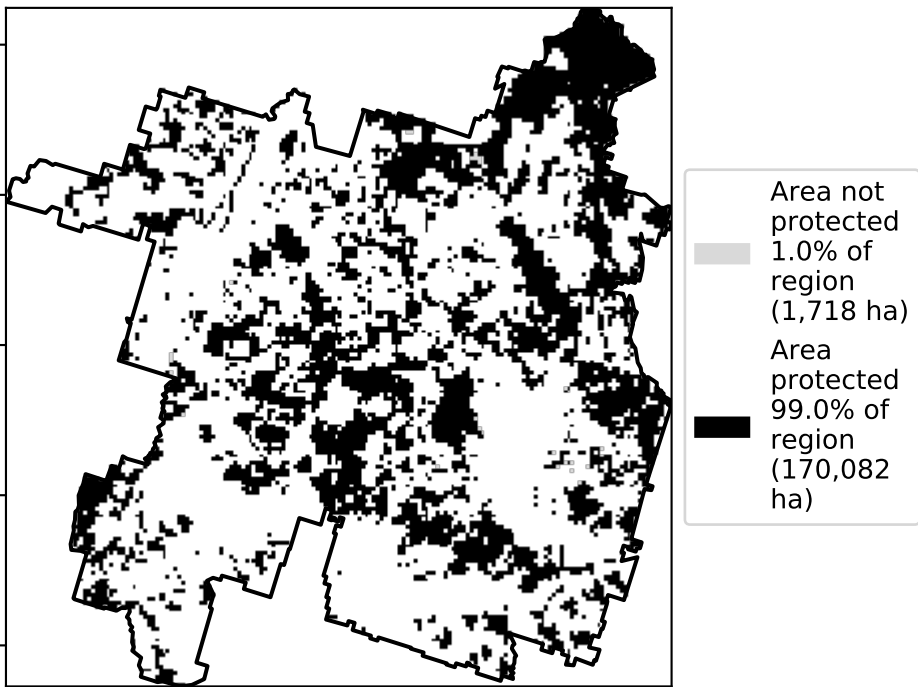 Area not
protected
1.0% of
region
(1,718 ha)
Area
protected
99.0% of
region
(170,082
ha)